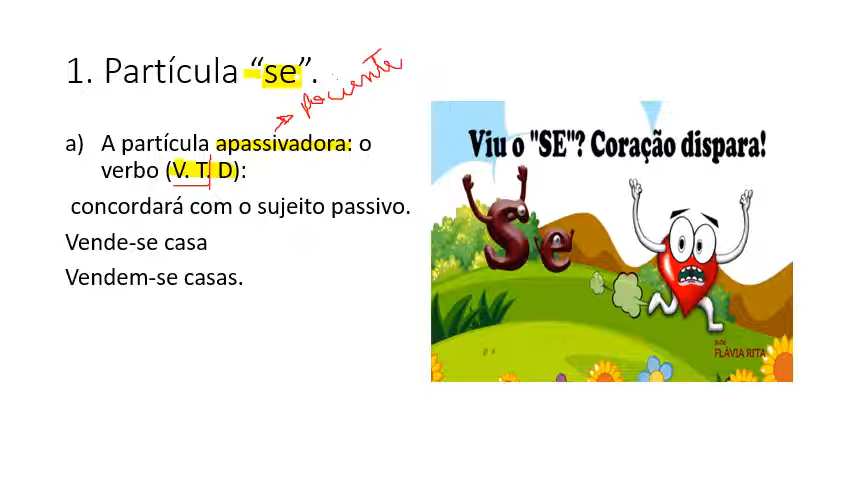 1. Partícula “se”.
paciente
a) A partícula apassivadora: o
verbo (V. T. D):
concordará com o sujeito passivo.
Vende-se casa
Vendem-se casas.
Viu o "SE"? Coração dispara!
Se
FLÁVIA RITA